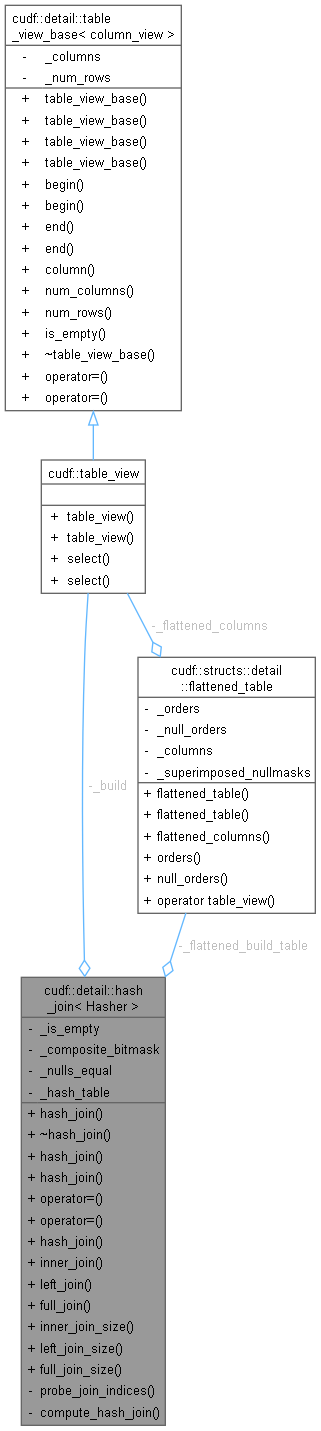 cudf::detail::table
_view_base< column_view >
- _columns
- _num_rows
+ table_view_base()
+ table_view_base()
+ table_view_base()
+ table_view_base()
+ begin()
+ begin()
+ end()
+ end()
+ column()
+ num_columns()
+ num_rows()
+ is_empty()
+ ~table_view_base()
+ operator=()
+ operator=()
cudf::table_view
+ table_view()
+ table_view()
+ select()
+ select()
-_flattened_columns
cudf::structs::detail
::flattened_table
- _orders
- _null_orders
- _columns
- _superimposed_nullmasks
+ flattened_table()
+ flattened_table()
+ flattened_columns()
+ orders()
+ null_orders()
+ operator table_view()
-_build
-_flattened_build_table
cudf::detail::hash
_join< Hasher >
- _is_empty
- _composite_bitmask
- _nulls_equal
- _hash_table
+ hash_join()
+ ~hash_join()
+ hash_join()
+ hash_join()
+ operator=()
+ operator=()
+ hash_join()
+ inner_join()
+ left_join()
+ full_join()
+ inner_join_size()
+ left_join_size()
+ full_join_size()
- probe_join_indices()
- compute_hash_join()